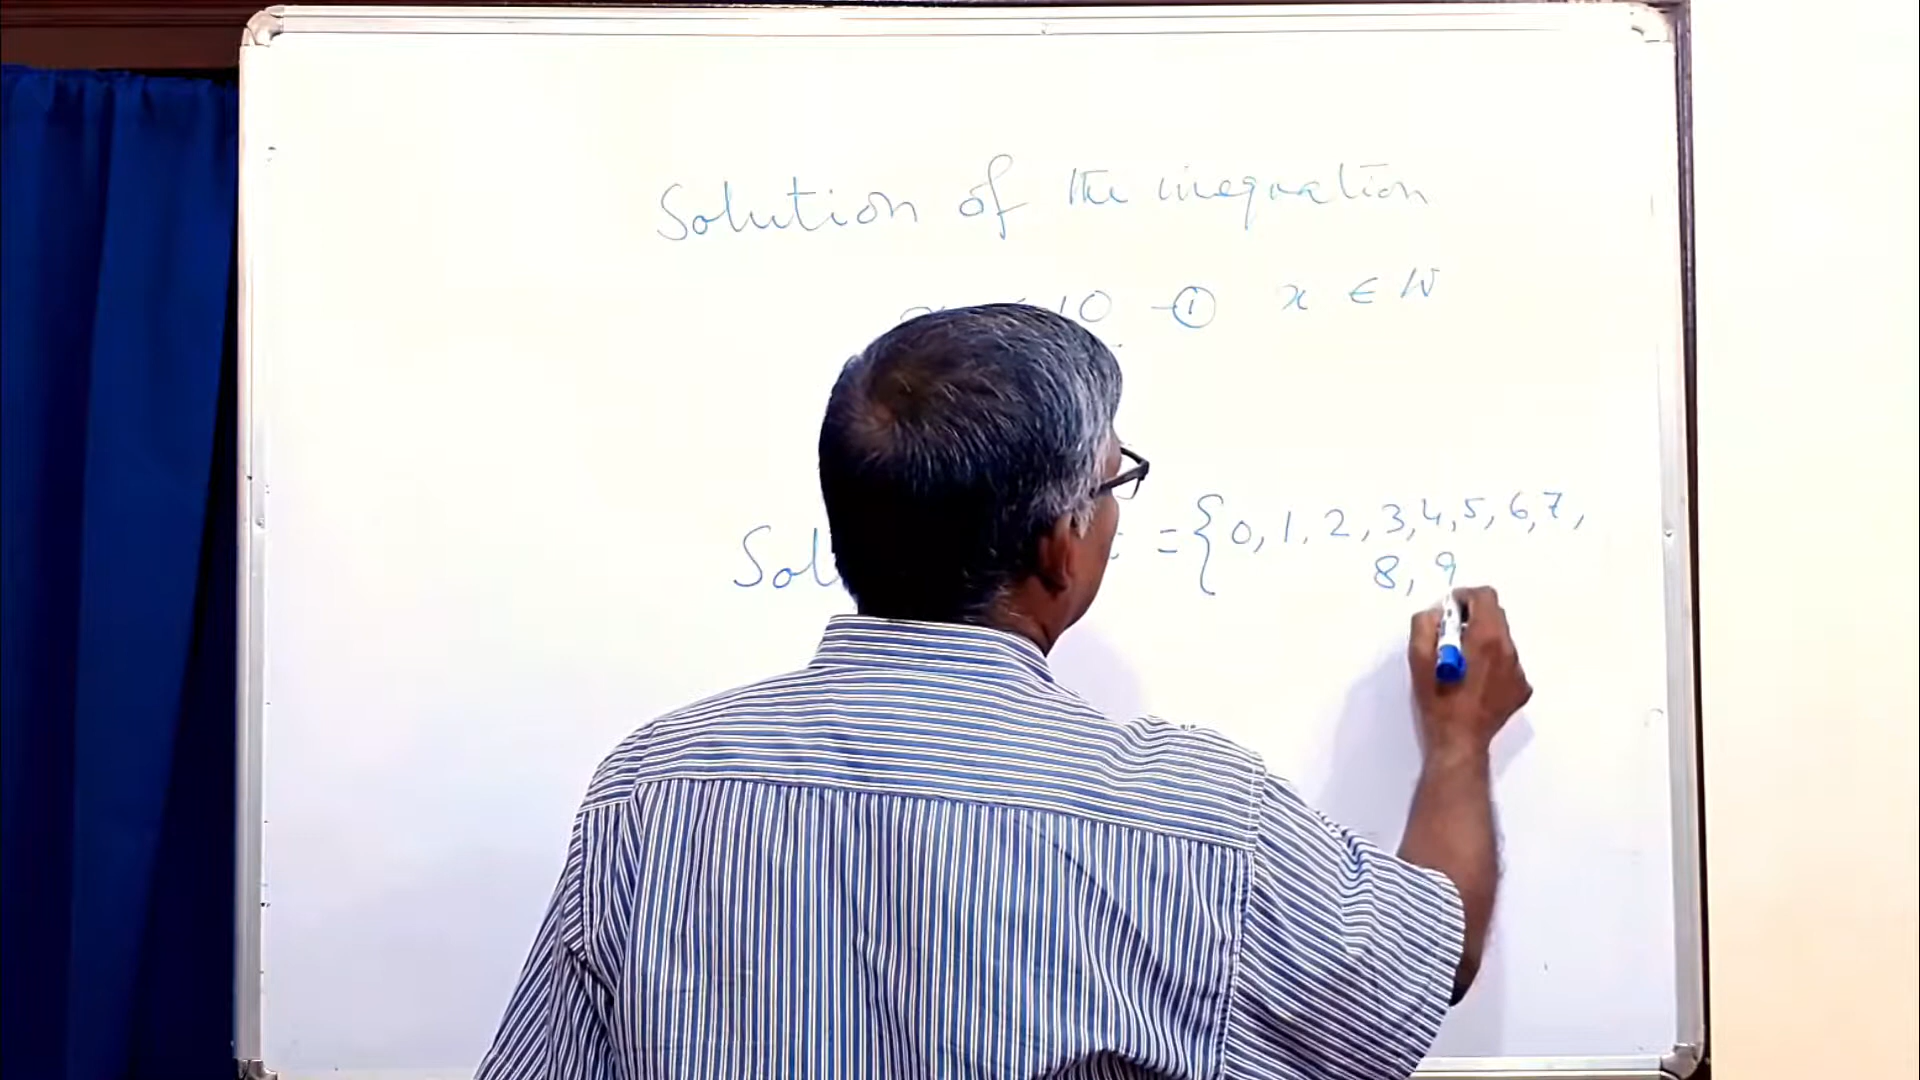 Solution of the inequation
10 - ① x ∈ W
Sol = {0, 1, 2, 3, 4, 5, 6, 7,
8, 9